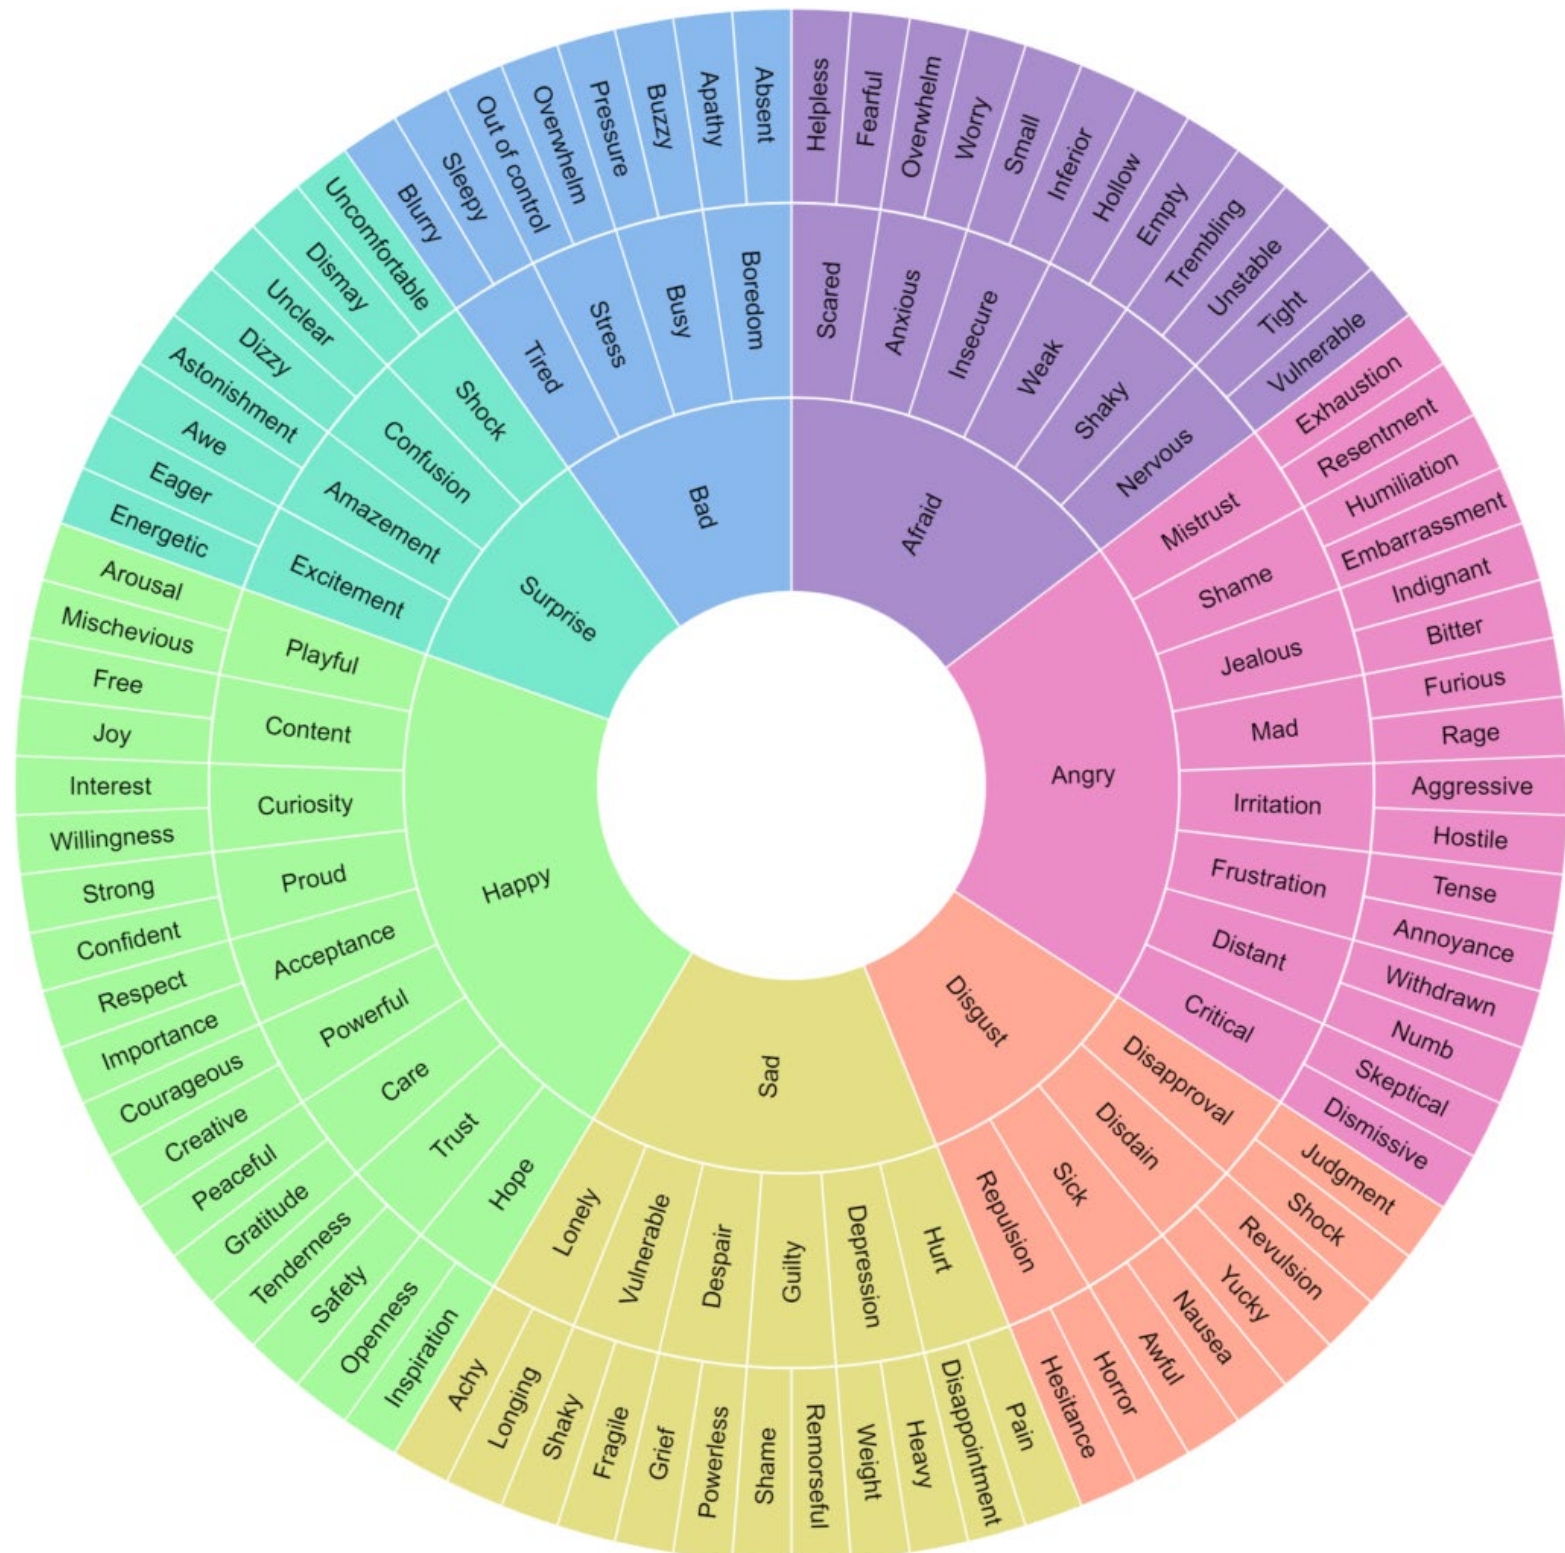 Helpless
Fearful
Overwhelm
Worry
Small
Inferior
Hollow
Empty
Trembling
Unstable
Tight
Vulnerable
Exhaustion
Resentment
Humiliation
Embarrassment
Indignant
Bitter
Furious
Rage
Aggressive
Hostile
Tense
Annoyance
Withdrawn
Numb
Skeptical
Dismissive
Judgment
Shock
Revulsion
Yucky
Nausea
Awful
Horror
Hesitance
Pain
Disappointment
Heavy
Weight
Remorseful
Shame
Powerless
Grief
Fragile
Shaky
Longing
Achy
Inspiration
Openness
Safety
Tenderness
Gratitude
Peaceful
Creative
Courageous
Importance
Respect
Confident
Strong
Willingness
Interest
Joy
Free
Mischevious
Arousal
Energetic
Eager
Awe
Astonishment
Dizzy
Unclear
Dismay
Uncomfortable
Blurry
Sleepy
Out of control
Overwhelm
Pressure
Buzzy
Apathy
Absent
Scared
Anxious
Insecure
Weak
Shaky
Nervous
Mistrust
Shame
Jealous
Mad
Irritation
Frustration
Distant
Critical
Disapproval
Disdain
Sick
Repulsion
Hurt
Depression
Guilty
Despair
Vulnerable
Lonely
Hope
Trust
Care
Powerful
Acceptance
Proud
Curiosity
Content
Playful
Excitement
Amazement
Confusion
Shock
Tired
Stress
Busy
Boredom
Afraid
Angry
Disgust
Sad
Happy
Surprise
Bad